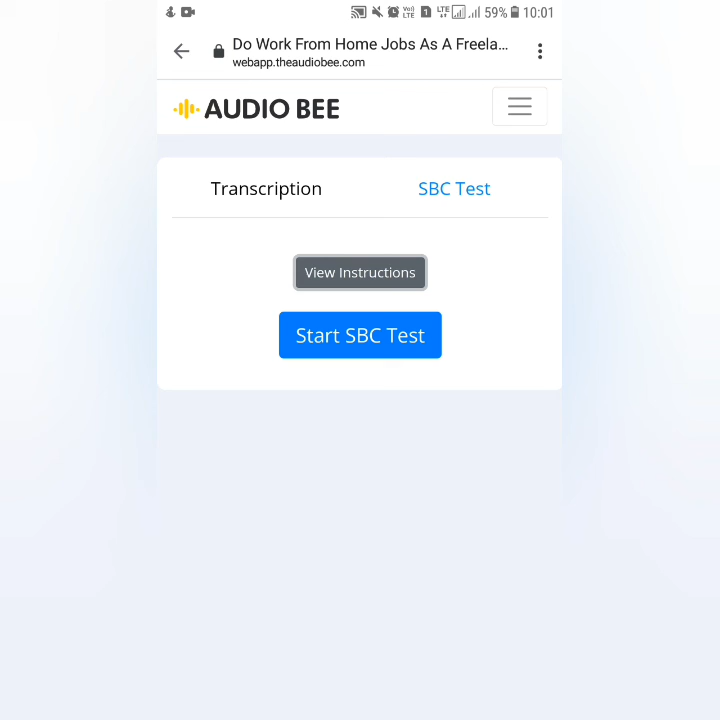 59% 10:01
Do Work From Home Jobs As A Freela...
webapp.theaudiobee.com
AUDIO BEE
Transcription
SBC Test
View Instructions
Start SBC Test